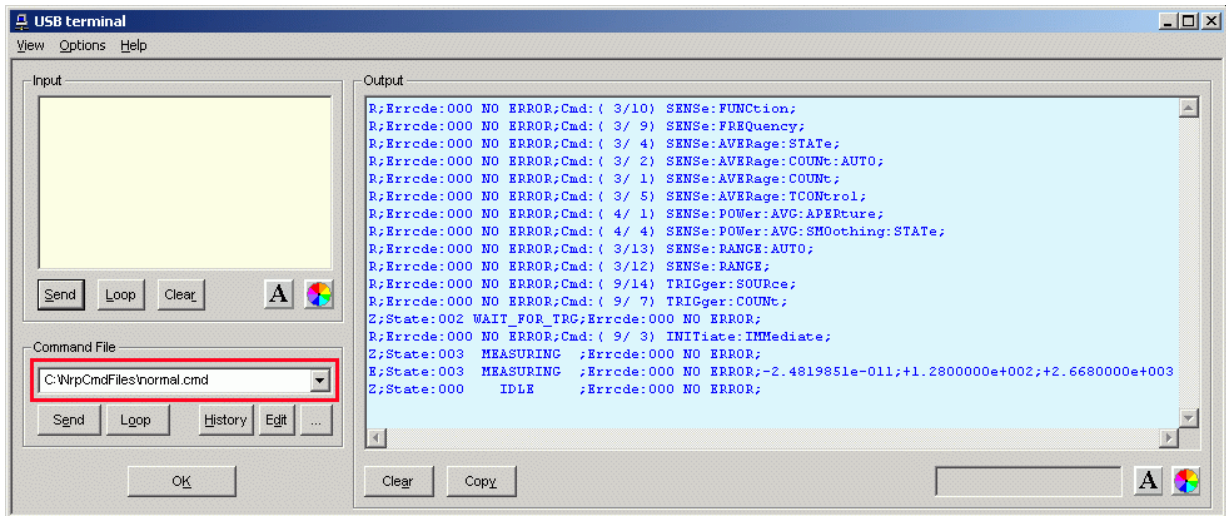 USB terminal
View Options Help
Input
Send Loop Clear A
Command File
C:\NrpCmdFiles\normal.cmd
Send Loop History Edit ...
OK
Output
R;Errcde:000 NO ERROR;Cmd:( 3/10) SENSe:FUNCtion;
R;Errcde:000 NO ERROR;Cmd:( 3/ 9) SENSe:FREQuency;
R;Errcde:000 NO ERROR;Cmd:( 3/ 4) SENSe:AVERage:STATe;
R;Errcde:000 NO ERROR;Cmd:( 3/ 2) SENSe:AVERage:COUNt:AUTO;
R;Errcde:000 NO ERROR;Cmd:( 3/ 1) SENSe:AVERage:COUNt;
R;Errcde:000 NO ERROR;Cmd:( 3/ 5) SENSe:AVERage:TCONtrol;
R;Errcde:000 NO ERROR;Cmd:( 4/ 1) SENSe:POWer:AVG:APERture;
R;Errcde:000 NO ERROR;Cmd:( 4/ 4) SENSe:POWer:AVG:SMOothing:STATe;
R;Errcde:000 NO ERROR;Cmd:( 3/13) SENSe:RANGE:AUTO;
R;Errcde:000 NO ERROR;Cmd:( 3/12) SENSe:RANGE;
R;Errcde:000 NO ERROR;Cmd:( 9/14) TRIGger:SOURce;
R;Errcde:000 NO ERROR;Cmd:( 9/ 7) TRIGger:COUNt;
Z;State:002 WAIT_FOR_TRG;Errcde:000 NO ERROR;
R;Errcde:000 NO ERROR;Cmd:( 9/ 3) INITiate:IMMediate;
Z;State:003  MEASURING  ;Errcde:000 NO ERROR;
E;State:003  MEASURING  ;Errcde:000 NO ERROR;-2.4819851e-011;+1.2800000e+002;+2.6680000e+003
Z;State:000    IDLE     ;Errcde:000 NO ERROR;
Clear Copy A